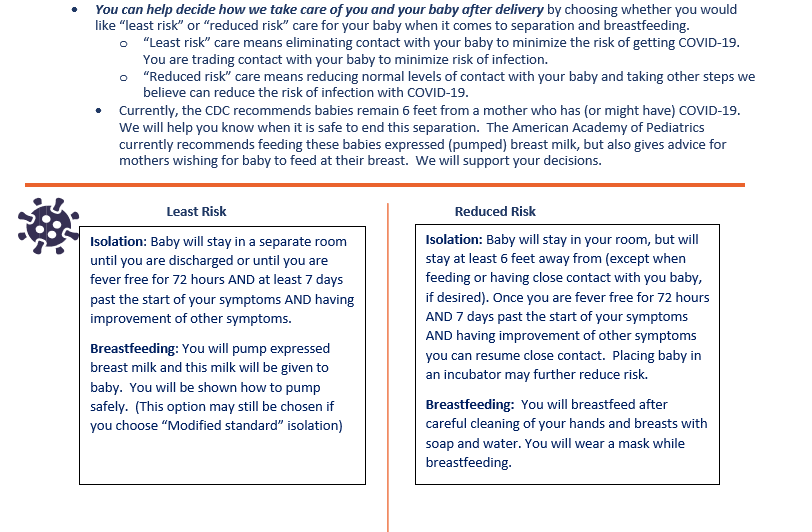 • You can help decide how we take care of you and your baby after delivery by choosing whether you would
like “least risk” or “reduced risk” care for your baby when it comes to separation and breastfeeding.
o “Least risk” care means eliminating contact with your baby to minimize the risk of getting COVID-19.
You are trading contact with your baby to minimize risk of infection.
o “Reduced risk” care means reducing normal levels of contact with your baby and taking other steps we
believe can reduce the risk of infection with COVID-19.
• Currently, the CDC recommends babies remain 6 feet from a mother who has (or might have) COVID-19.
We will help you know when it is safe to end this separation. The American Academy of Pediatrics
currently recommends feeding these babies expressed (pumped) breast milk, but also gives advice for
mothers wishing for baby to feed at their breast. We will support your decisions.
Least Risk
Isolation: Baby will stay in a separate room
until you are discharged or until you are
fever free for 72 hours AND at least 7 days
past the start of your symptoms AND having
improvement of other symptoms.
Breastfeeding: You will pump expressed
breast milk and this milk will be given to
baby. You will be shown how to pump
safely. (This option may still be chosen if
you choose “Modified standard” isolation)
Reduced Risk
Isolation: Baby will stay in your room, but will
stay at least 6 feet away from (except when
feeding or having close contact with you baby,
if desired). Once you are fever free for 72 hours
AND 7 days past the start of your symptoms
AND having improvement of other symptoms
you can resume close contact. Placing baby in
an incubator may further reduce risk.
Breastfeeding: You will breastfeed after
careful cleaning of your hands and breasts with
soap and water. You will wear a mask while
breastfeeding.